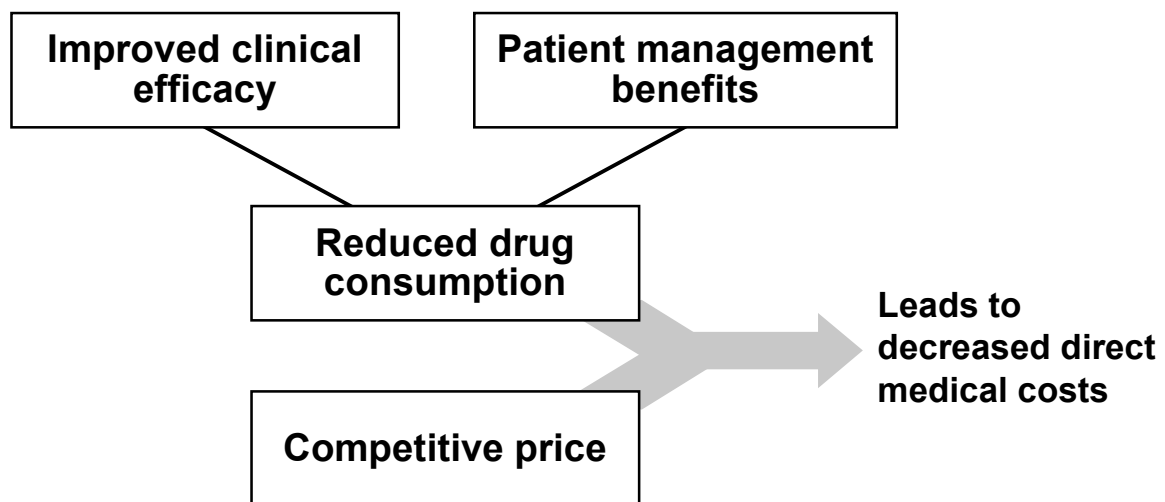 Improved clinical
efficacy
Patient management
benefits
Reduced drug
consumption
Leads to
decreased direct
medical costs
Competitive price